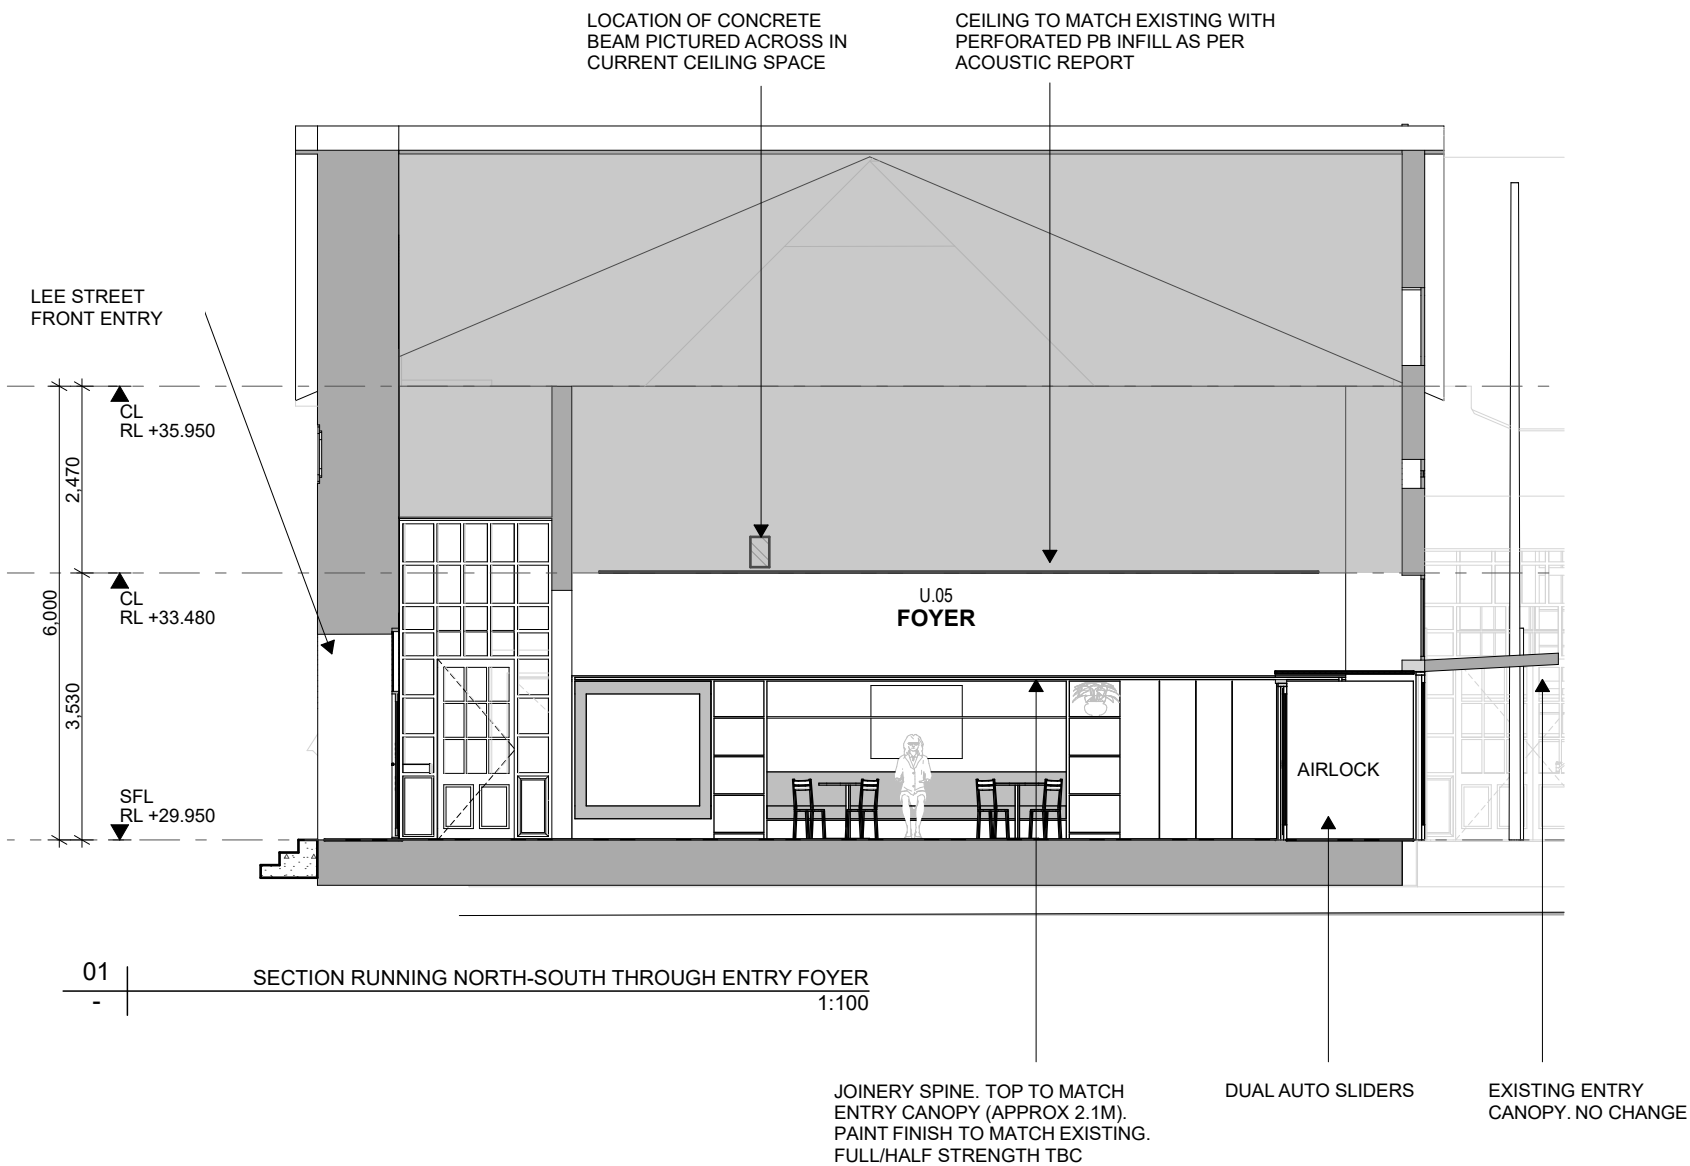 LOCATION OF CONCRETE
BEAM PICTURED ACROSS IN
CURRENT CEILING SPACE
CEILING TO MATCH EXISTING WITH
PERFORATED PB INFILL AS PER
ACOUSTIC REPORT
LEE STREET
FRONT ENTRY
CL
RL +35.950
2,470
CL
RL +33.480
6,000
3,530
SFL
RL +29.950
U.05
FOYER
AIRLOCK
01
-
SECTION RUNNING NORTH-SOUTH THROUGH ENTRY FOYER
1:100
JOINERY SPINE. TOP TO MATCH
ENTRY CANOPY (APPROX 2.1M).
PAINT FINISH TO MATCH EXISTING.
FULL/HALF STRENGTH TBC
DUAL AUTO SLIDERS
EXISTING ENTRY
CANOPY. NO CHANGE